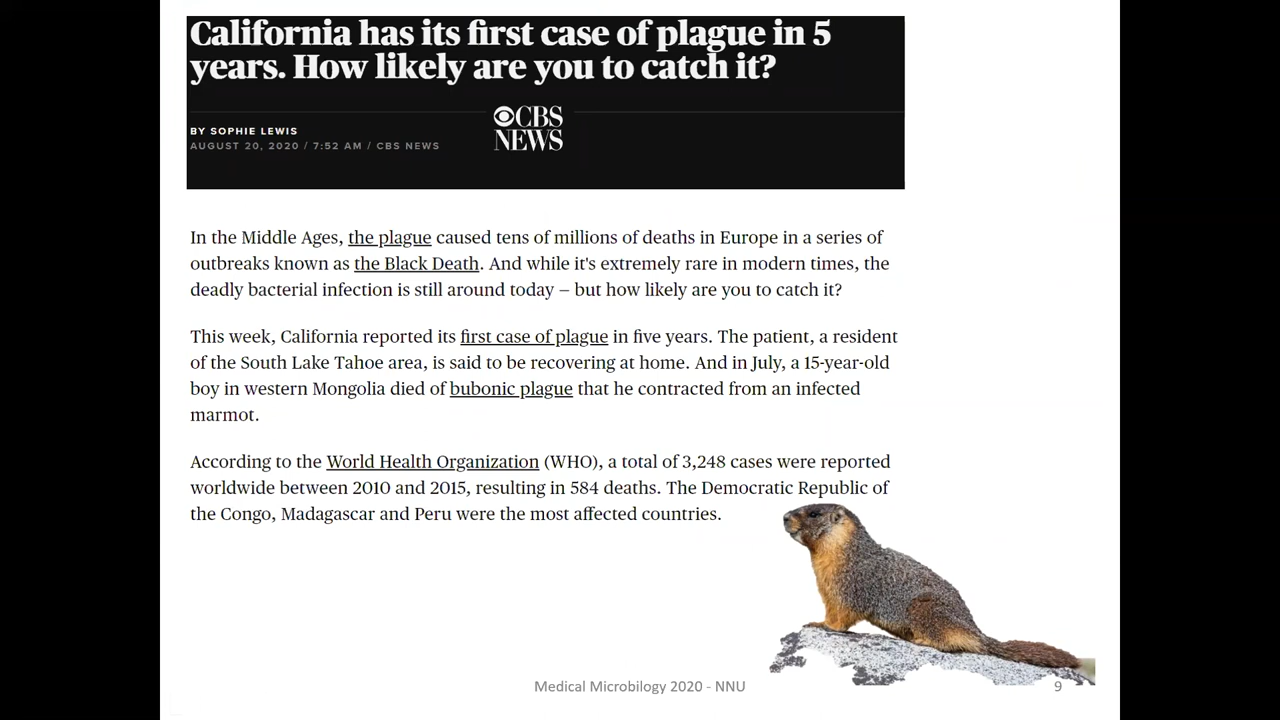 California has its first case of plague in 5
years. How likely are you to catch it?
BY SOPHIE LEWIS
AUGUST 20, 2020 / 7:52 AM / CBS NEWS
CBS
NEWS
In the Middle Ages, the plague caused tens of millions of deaths in Europe in a series of
outbreaks known as the Black Death. And while it's extremely rare in modern times, the
deadly bacterial infection is still around today – but how likely are you to catch it?
This week, California reported its first case of plague in five years. The patient, a resident
of the South Lake Tahoe area, is said to be recovering at home. And in July, a 15-year-old
boy in western Mongolia died of bubonic plague that he contracted from an infected
marmot.
According to the World Health Organization (WHO), a total of 3,248 cases were reported
worldwide between 2010 and 2015, resulting in 584 deaths. The Democratic Republic of
the Congo, Madagascar and Peru were the most affected countries.
Medical Microbilogy 2020 - NNU
9